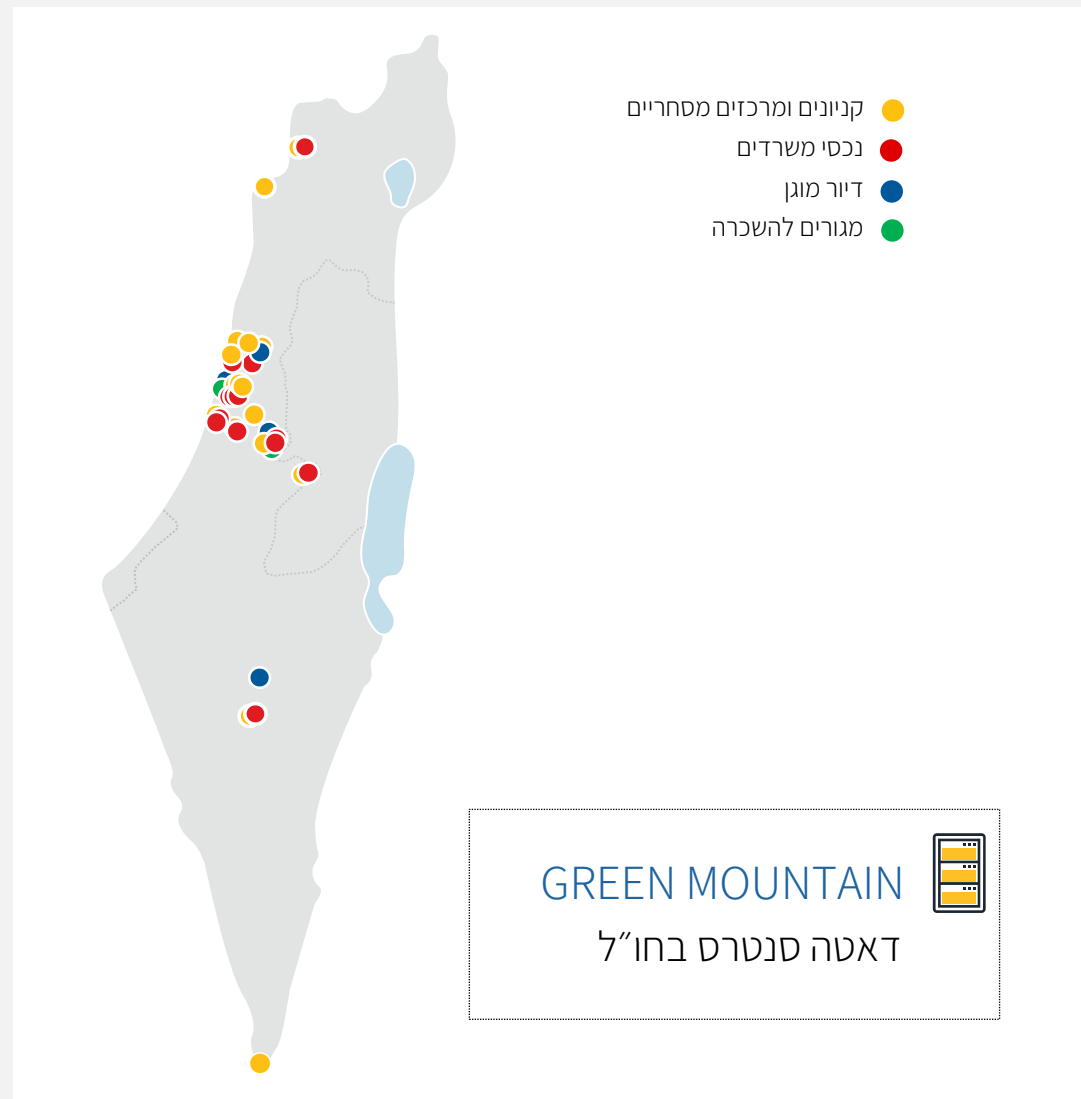 קניונים ומרכזים מסחריים
נכסי משרדים
דיור מוגן
מגורים להשכרה
GREEN MOUNTAIN
דאטה סנטרס בחו״ל